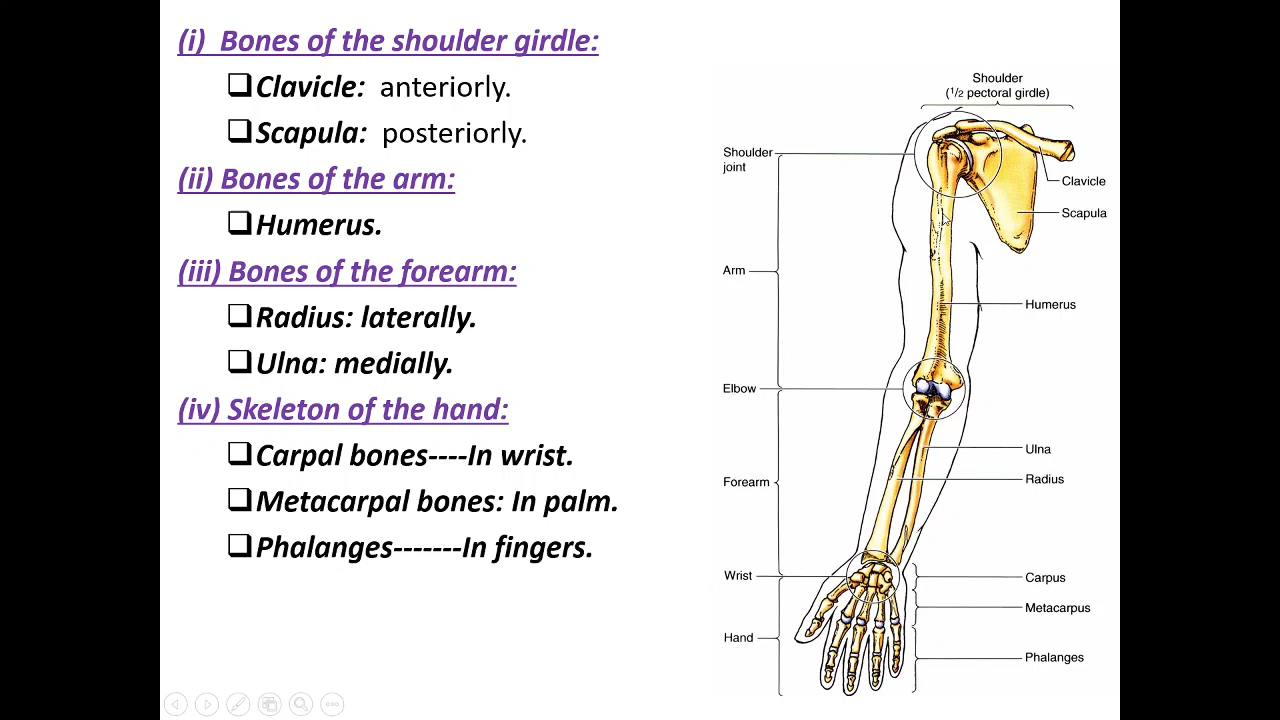 (i) Bones of the shoulder girdle:
❑Clavicle: anteriorly.
❑Scapula: posteriorly.
(ii) Bones of the arm:
❑Humerus.
(iii) Bones of the forearm:
❑Radius: laterally.
❑Ulna: medially.
(iv) Skeleton of the hand:
❑Carpal bones----In wrist.
❑Metacarpal bones: In palm.
❑Phalanges-------In fingers.
Shoulder
(1/2 pectoral girdle)
Shoulder
joint
Clavicle
Scapula
Arm
Humerus
Elbow
Ulna
Forearm
Radius
Wrist
Carpus
Metacarpus
Hand
Phalanges